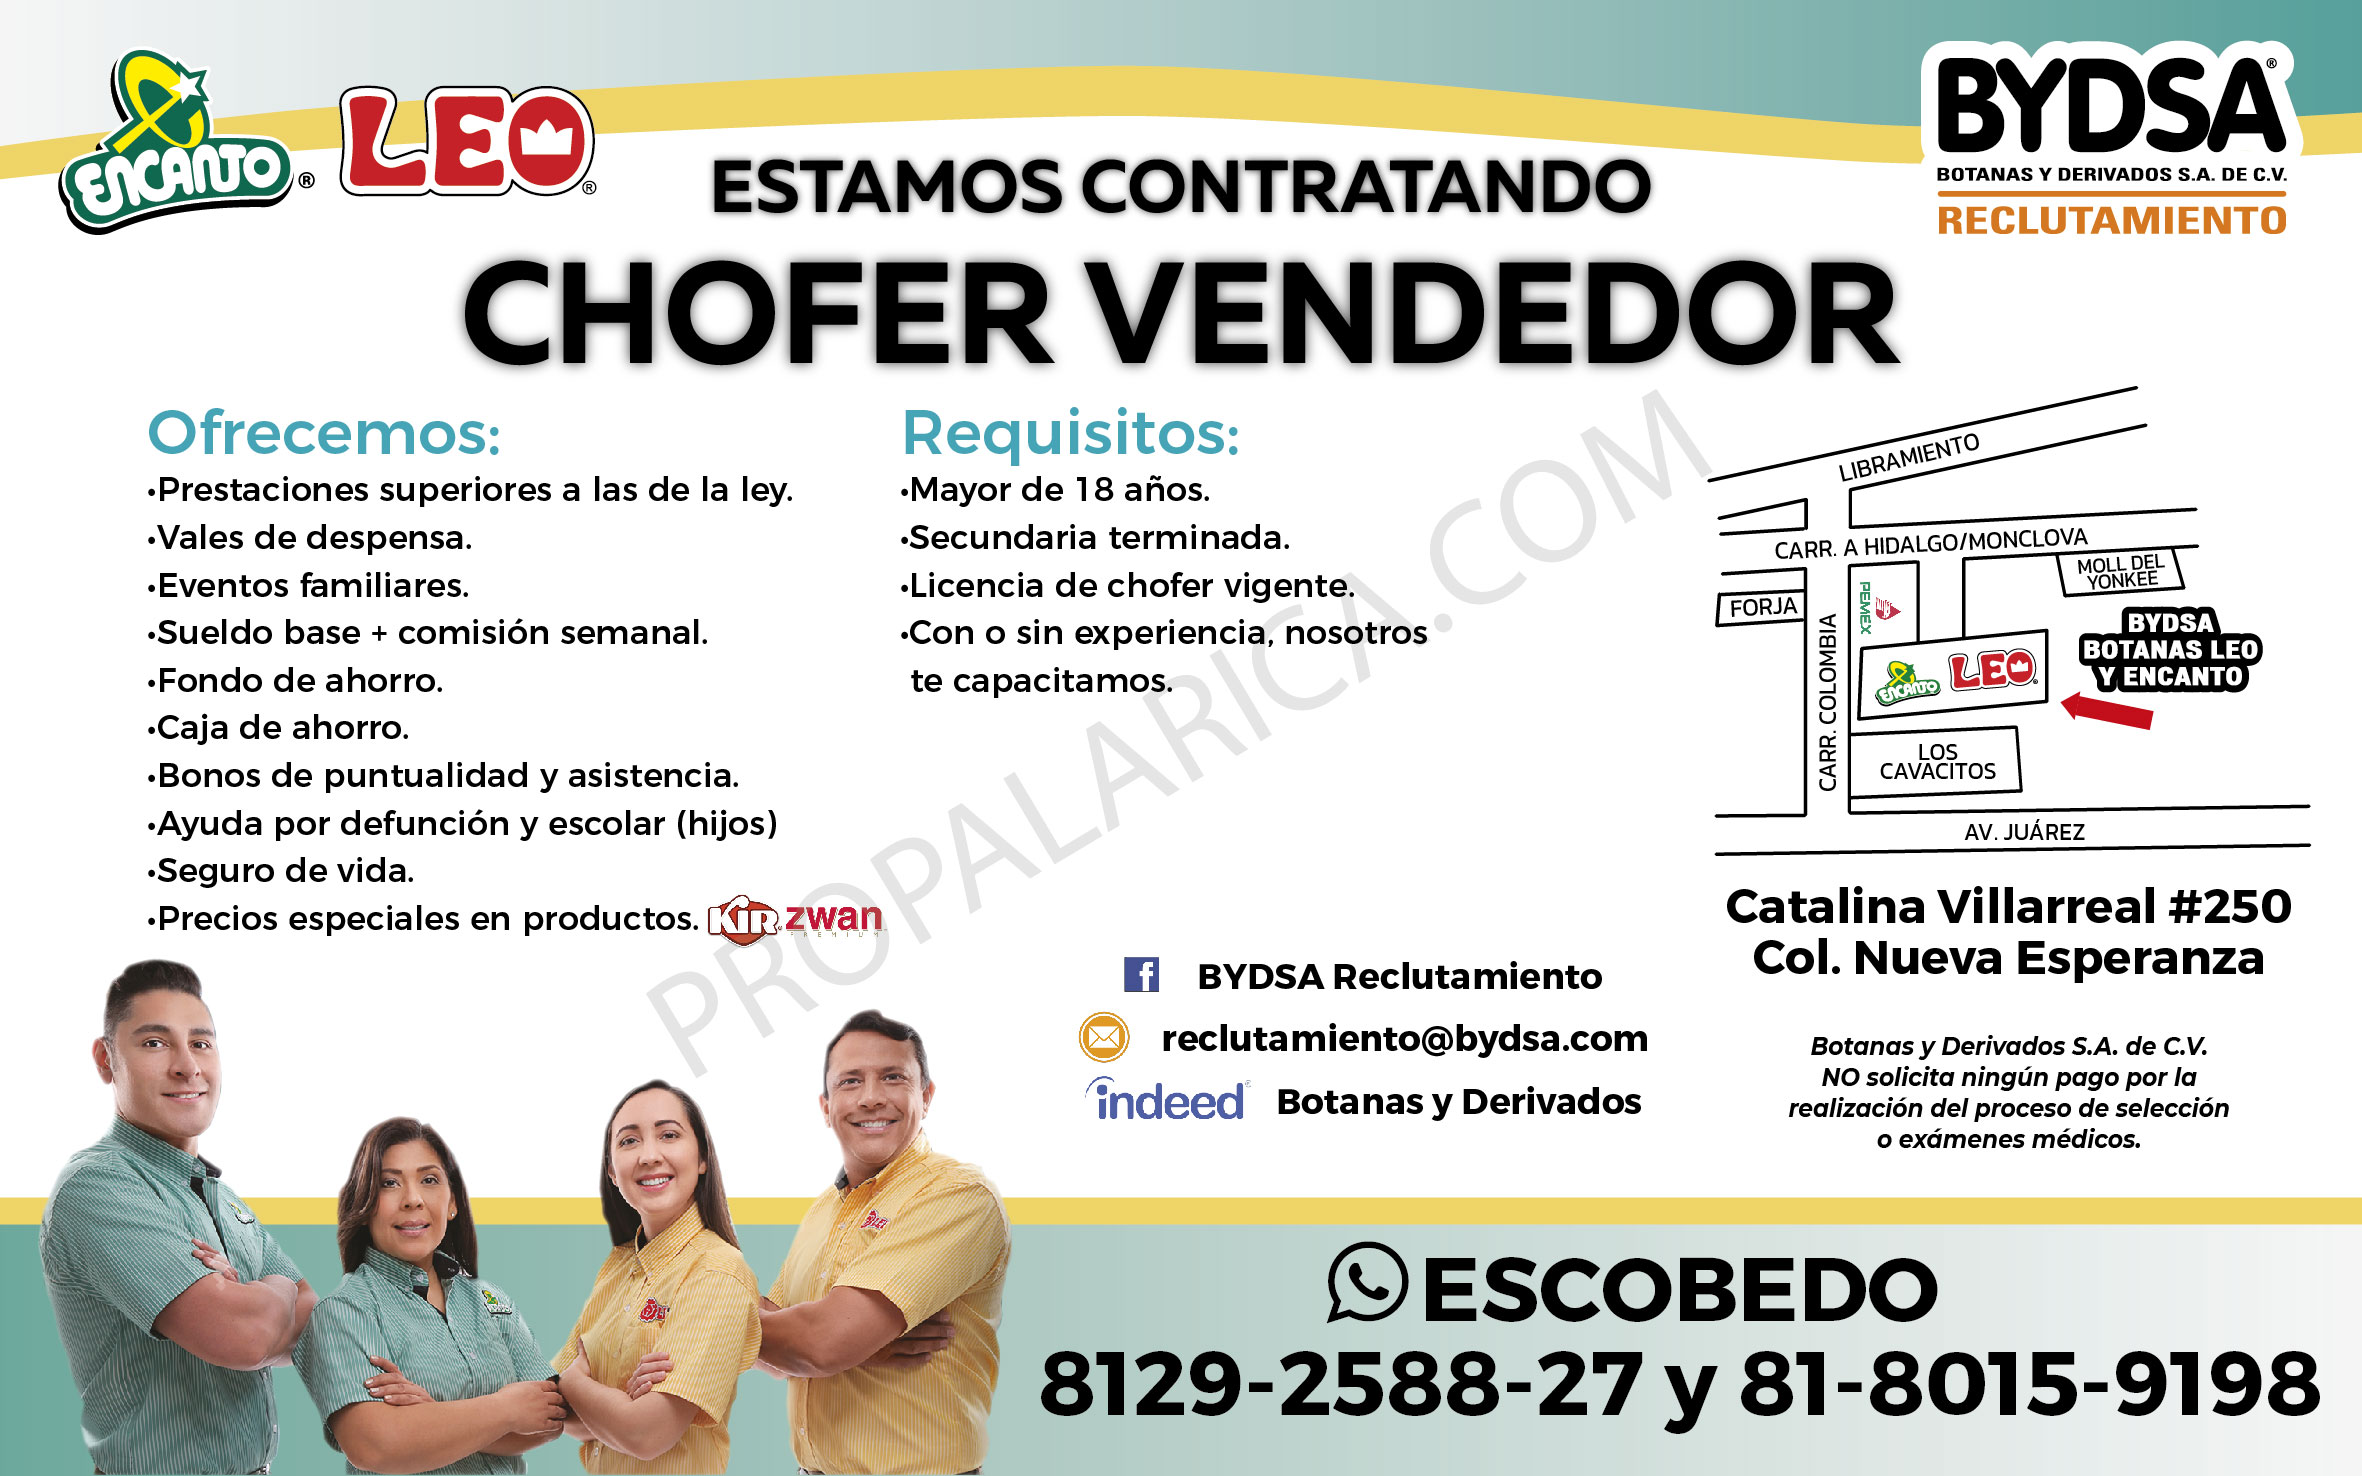 ENCANTO®
LEO®
BYDSA®
BOTANAS Y DERIVADOS S.A. DE C.V.
RECLUTAMIENTO
ESTAMOS CONTRATANDO
CHOFER VENDEDOR
Ofrecemos:
•Prestaciones superiores a las de la ley.
•Vales de despensa.
•Eventos familiares.
•Sueldo base + comisión semanal.
•Fondo de ahorro.
•Caja de ahorro.
•Bonos de puntualidad y asistencia.
•Ayuda por defunción y escolar (hijos)
•Seguro de vida.
•Precios especiales en productos. KIR® zwan
PREMIUM
Requisitos:
•Mayor de 18 años.
•Secundaria terminada.
•Licencia de chofer vigente.
•Con o sin experiencia, nosotros
te capacitamos.
LIBRAMIENTO
CARR. A HIDALGO/MONCLOVA
MOLL DEL
YONKEE
FORJA
PEMEX
CARR. COLOMBIA
ENCANTO LEO®
BYDSA
BOTANAS LEO
Y ENCANTO
LOS
CAVACITOS
AV. JUÁREZ
Catalina Villarreal #250
Col. Nueva Esperanza
BYDSA Reclutamiento
reclutamiento@bydsa.com
indeed® Botanas y Derivados
Botanas y Derivados S.A. de C.V.
NO solicita ningún pago por la
realización del proceso de selección
o exámenes médicos.
ESCOBEDO
8129-2588-27 y 81-8015-9198
PROPALARICA.COM